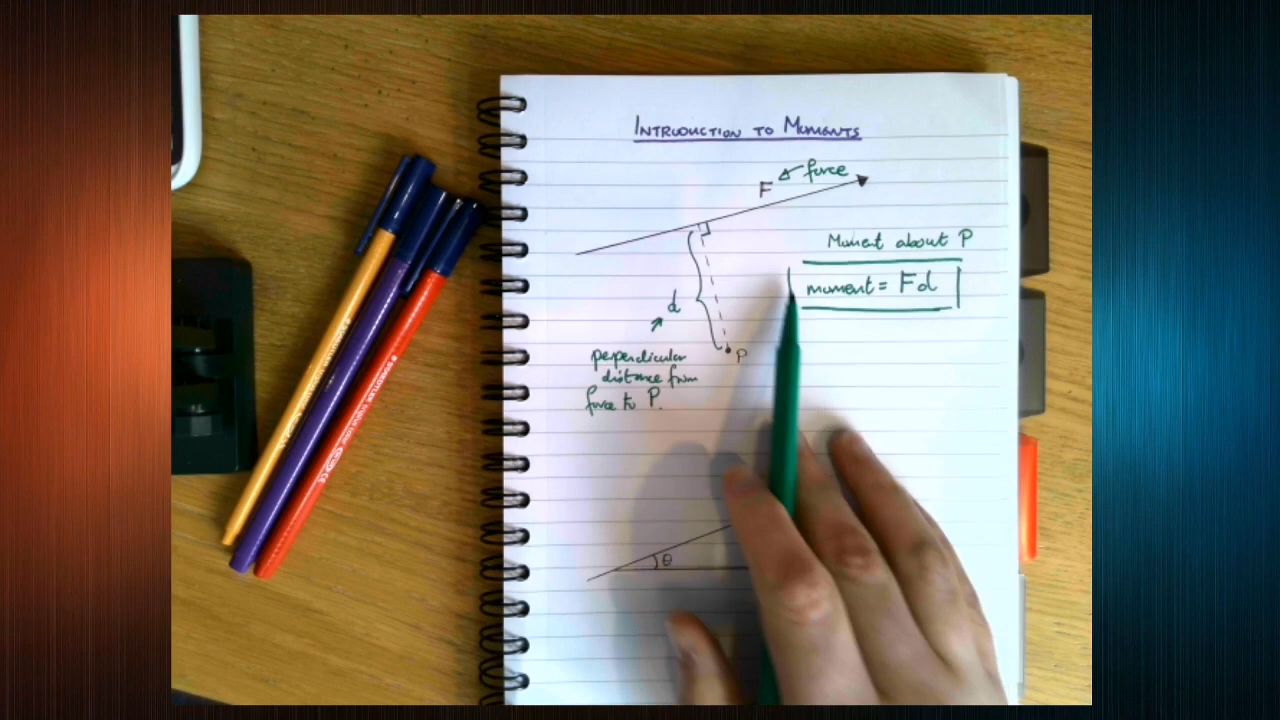 INTRODUCTION TO MOMENTS
F
force
Moment about P
moment = Fd
d
P
perpendicular
distance from
force to P.
θ